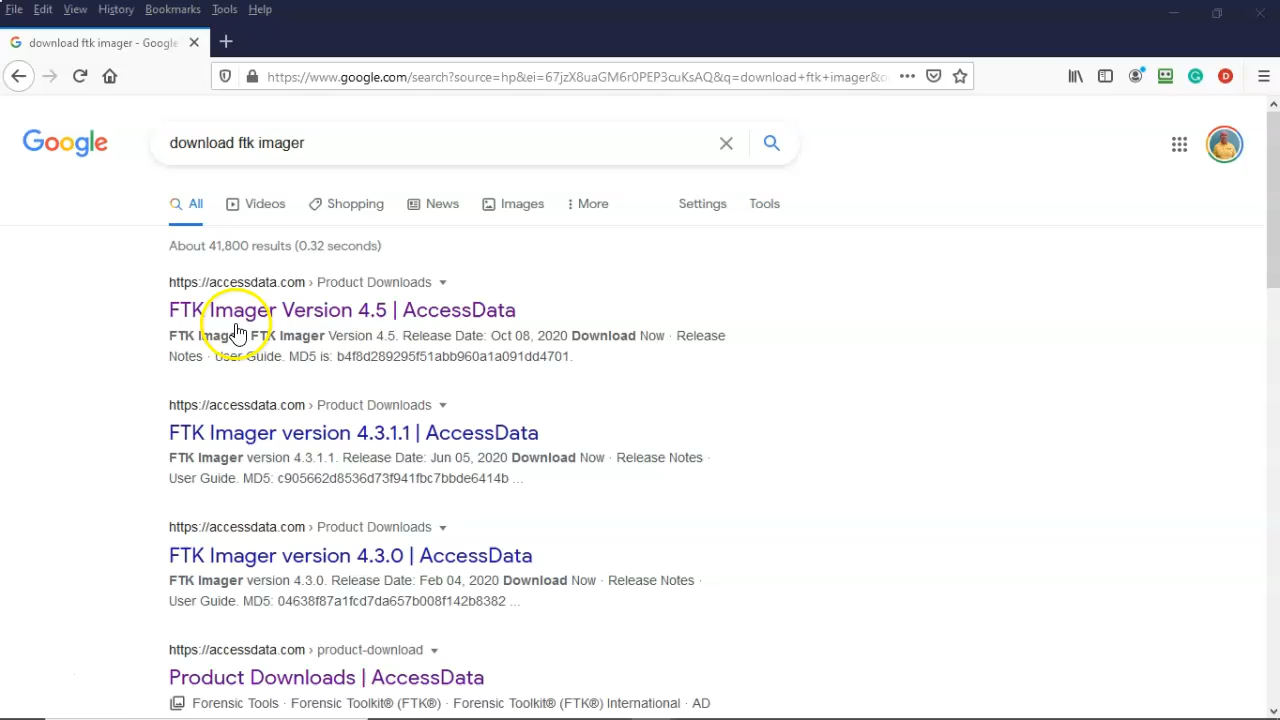 File Edit View History Bookmarks Tools Help
download ftk imager - Google
https://www.google.com/search?source=hp&ei=67jzX8uaGM6r0PEP3cuKsAQ&q=download+ftk+imager&o
Google
download ftk imager
All Videos Shopping News Images More Settings Tools
About 41,800 results (0.32 seconds)
https://accessdata.com › Product Downloads
FTK Imager Version 4.5 | AccessData
FTK Imager FTK Imager Version 4.5. Release Date: Oct 08, 2020 Download Now · Release
Notes · User Guide. MD5 is: b4f8d289295f51abb960a1a091dd4701.
https://accessdata.com › Product Downloads
FTK Imager version 4.3.1.1 | AccessData
FTK Imager version 4.3.1.1. Release Date: Jun 05, 2020 Download Now · Release Notes ·
User Guide. MD5: c905662d8536d73f941fbc7bbde6414b ...
https://accessdata.com › Product Downloads
FTK Imager version 4.3.0 | AccessData
FTK Imager version 4.3.0. Release Date: Feb 04, 2020 Download Now · Release Notes ·
User Guide. MD5: 04638f87a1fcd7da657b008f142b8382 ...
https://accessdata.com › product-download
Product Downloads | AccessData
Forensic Tools · Forensic Toolkit® (FTK®) · Forensic Toolkit® (FTK®) International · AD